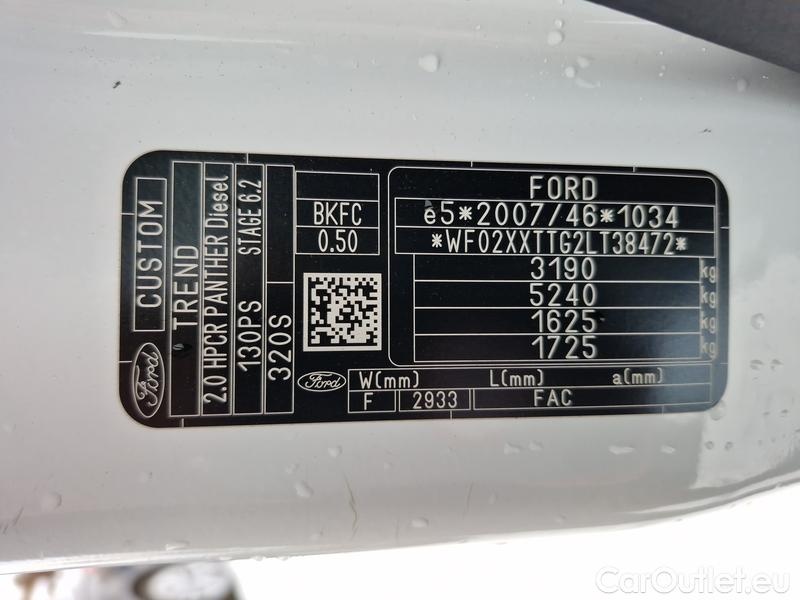 CUSTOM
TREND
2.0 HPCR PANTHER Diesel
130PS STAGE 6.2
320S
Ford
BKFC
0.50
Ford
FORD
e5*2007/46*1034
*WF02XXTTG2LT38472*
3190 kg
5240 kg
1625 kg
1725 kg
W(mm) L(mm) a(mm)
F 2933 FAC
CarOutlet.eu